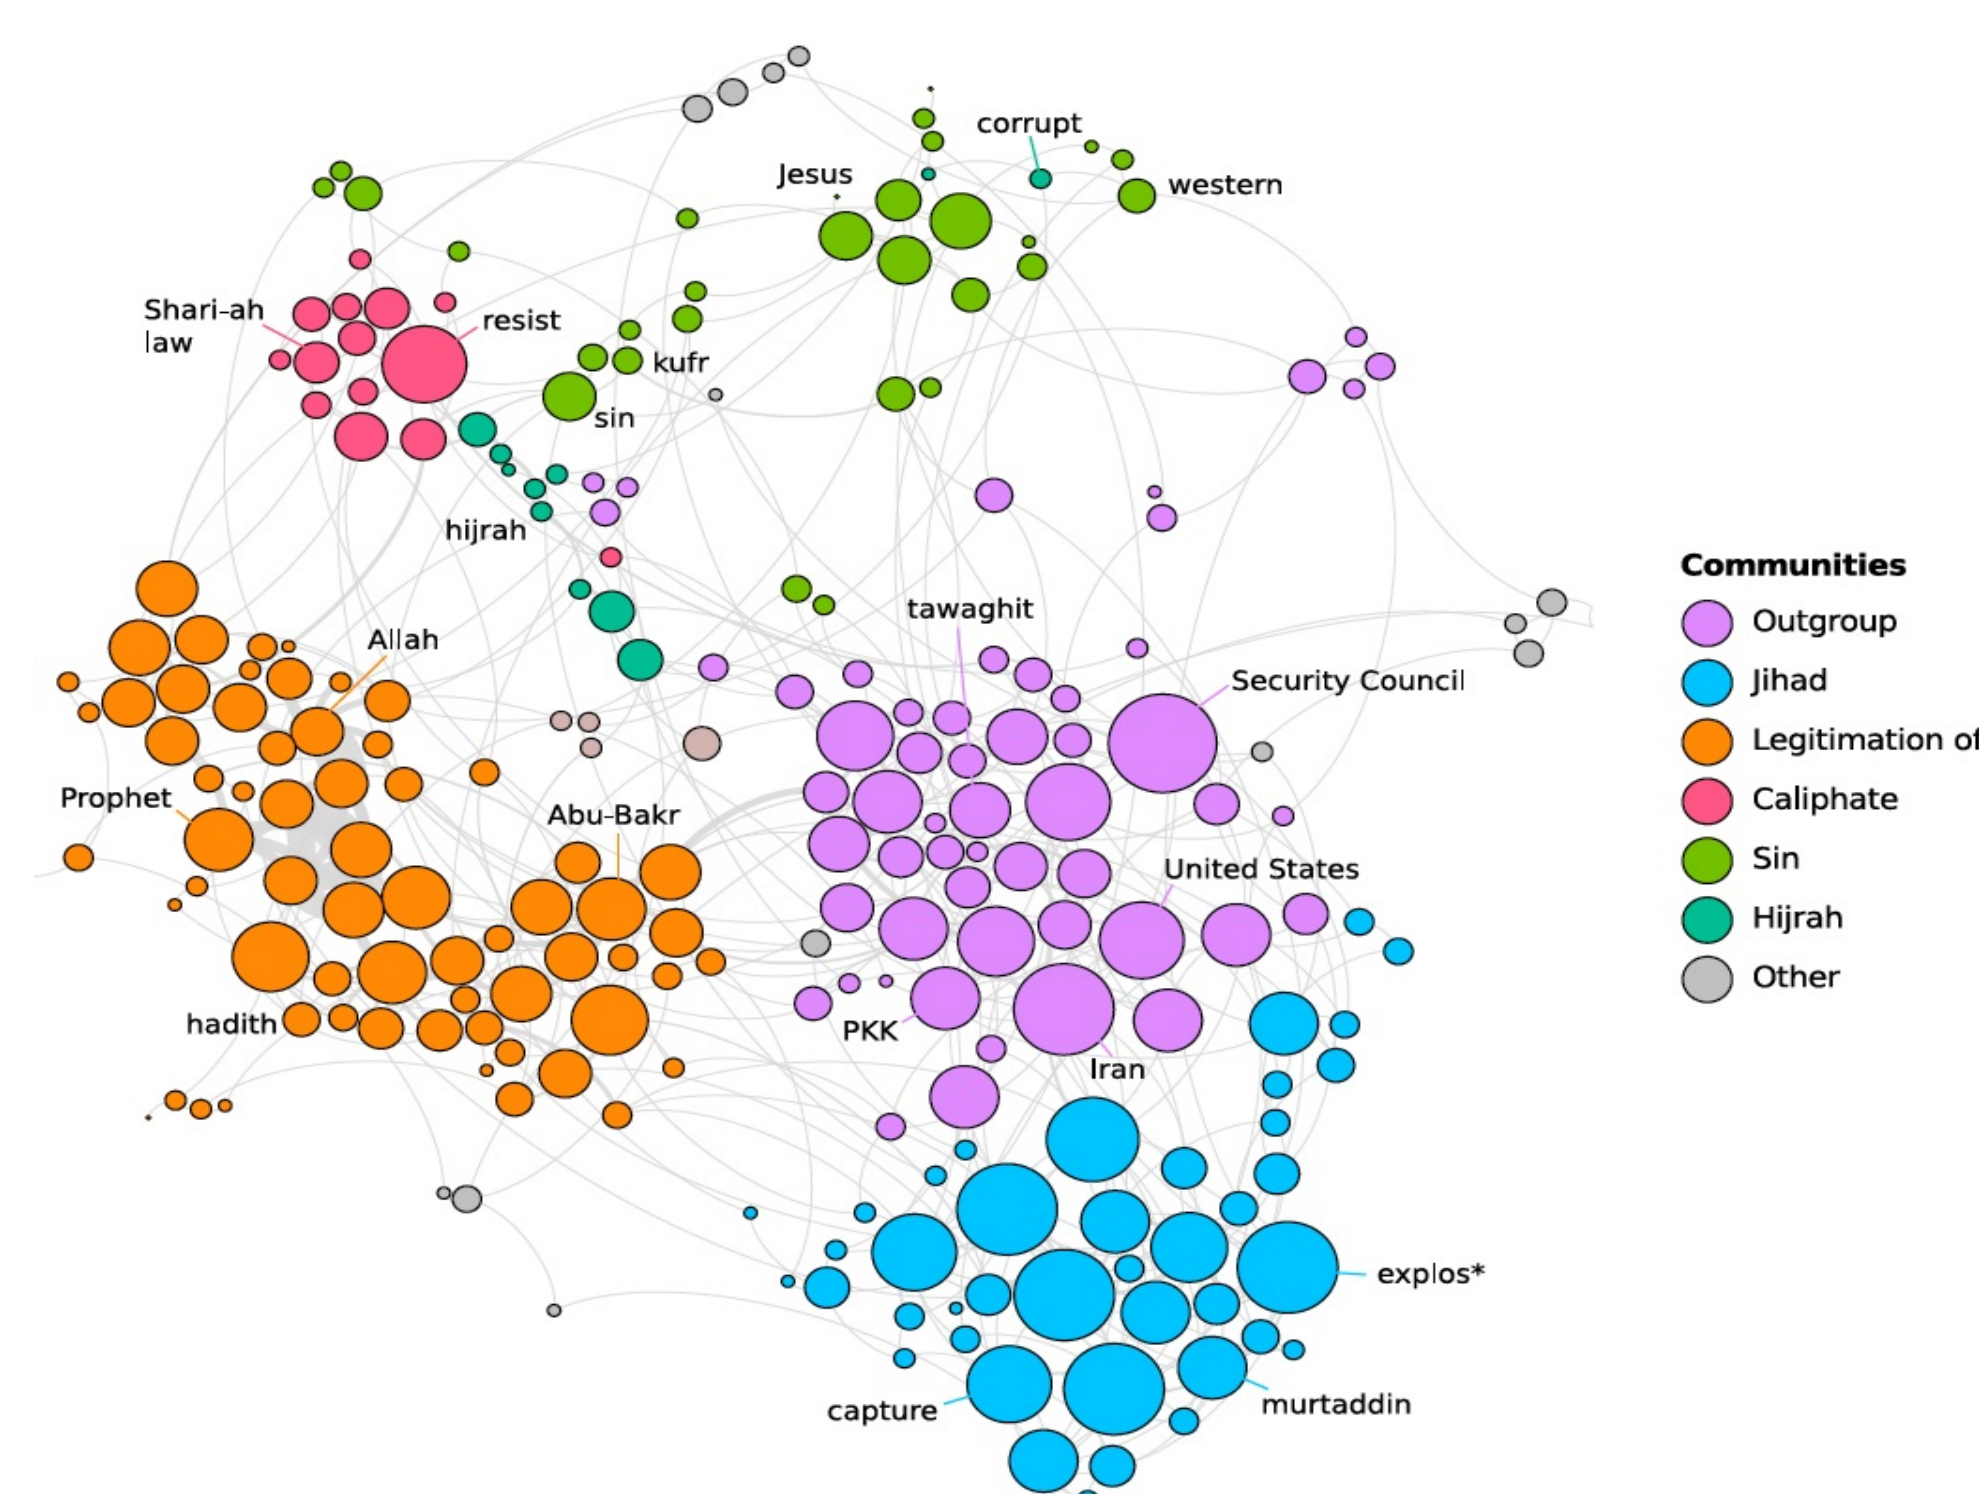 corrupt
Jesus
western
Shari-ah
law
resist
kufr
sin
hijrah
tawaghit
Allah
Security Council
Prophet
Abu-Bakr
United States
hadith
PKK
Iran
explos*
capture
murtaddin
Communities
Outgroup
Jihad
Legitimation of
Caliphate
Sin
Hijrah
Other